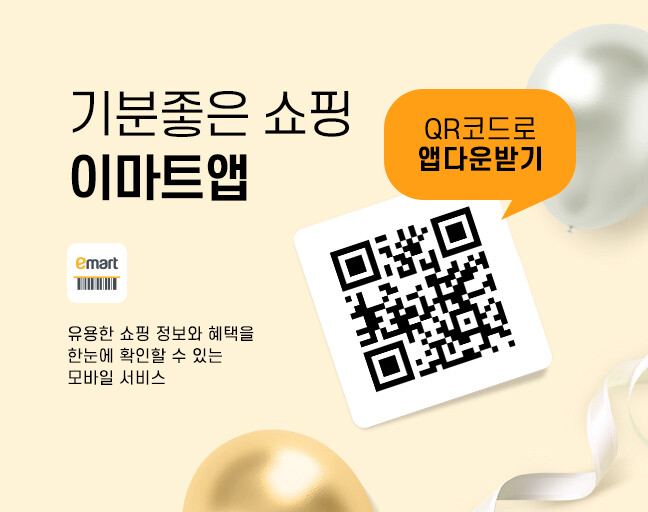 기분좋은 쇼핑
이마트앱
QR코드로
앱다운받기
emart
유용한 쇼핑 정보와 혜택을
한눈에 확인할 수 있는
모바일 서비스